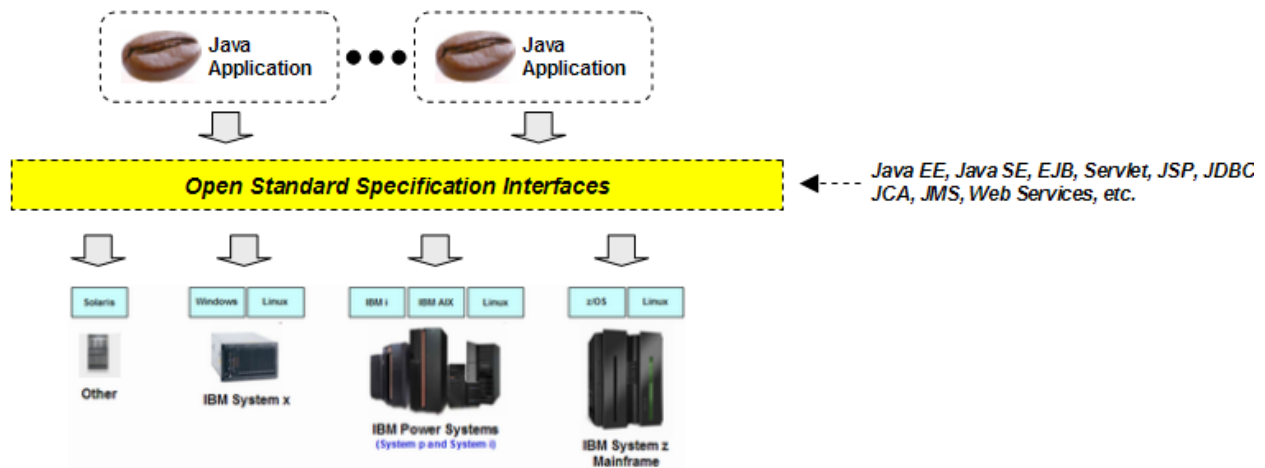 Java
Application
Java
Application
Open Standard Specification Interfaces
Java EE, Java SE, EJB, Servlet, JSP, JDBC
JCA, JMS, Web Services, etc.
Solaris
Windows
Linux
IBM i
IBM AIX
Linux
z/OS
Linux
Other
IBM System x
IBM Power Systems
(System p and System i)
IBM System z
Mainframe